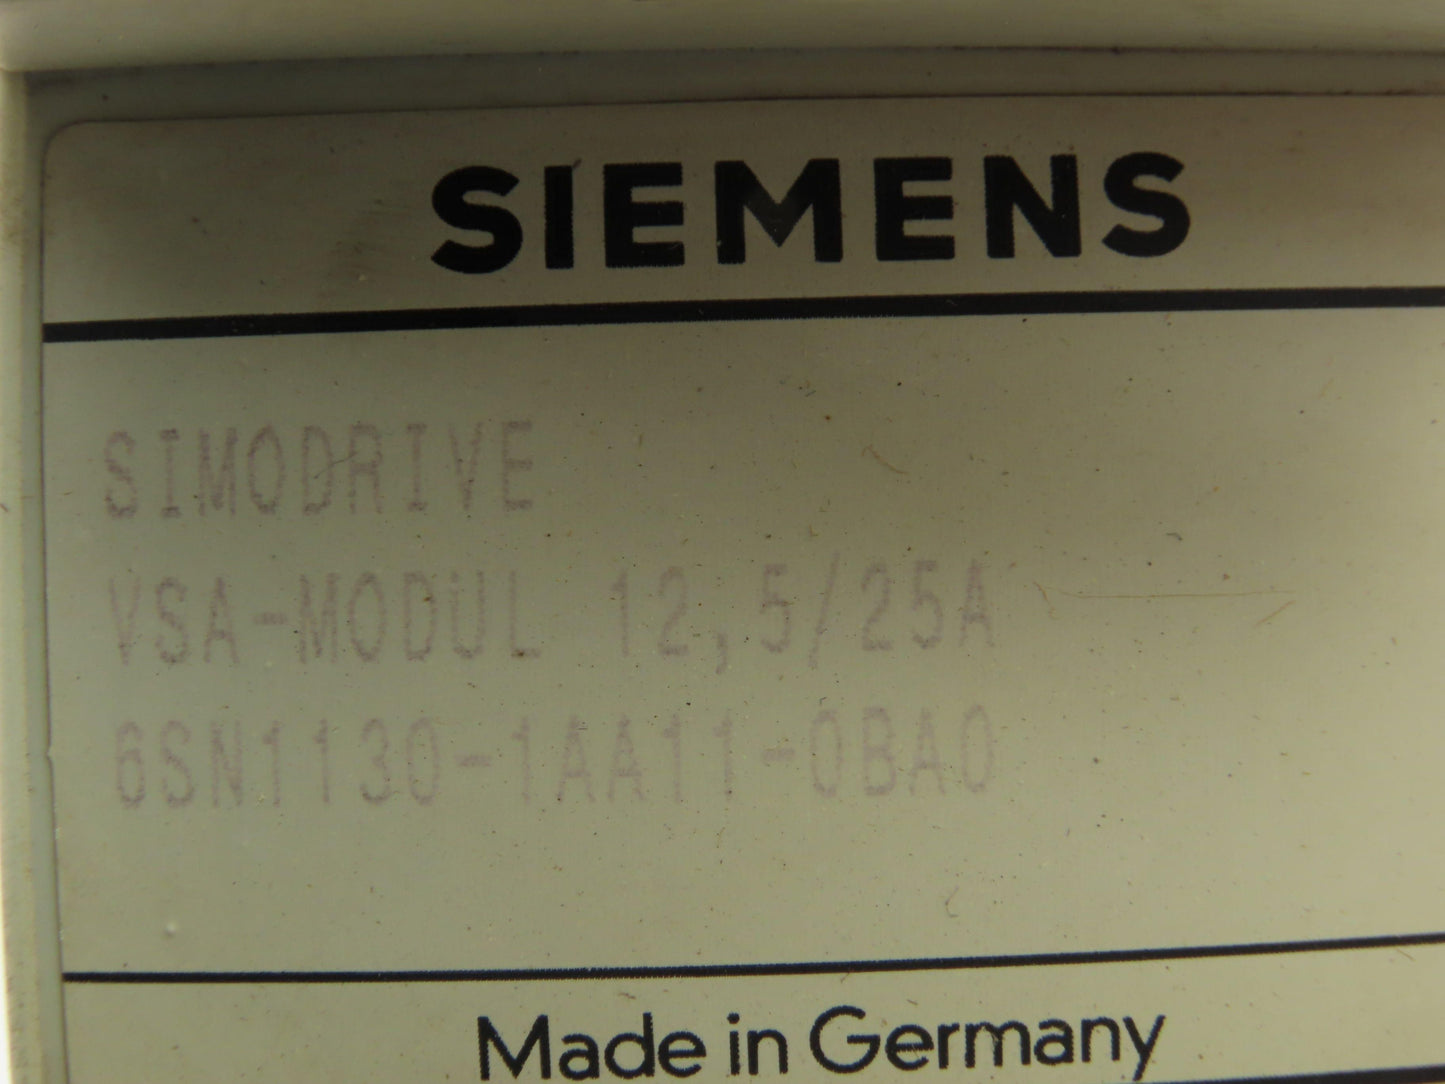 SIEMENS
SIMODRIVE
VSA-MODUL 12,5/25A
6SN1130-1AA11-0BA0
Made in Germany